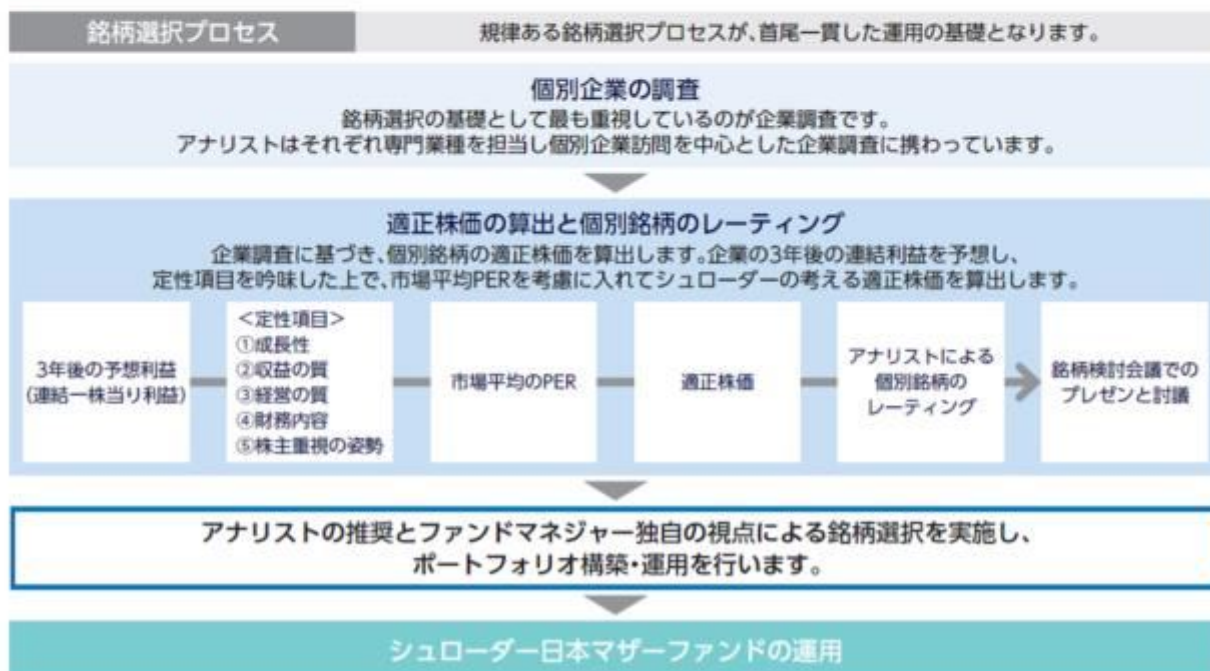 銘柄選択プロセス
規律ある銘柄選択プロセスが、首尾一貫した運用の基礎となります。
個別企業の調査
銘柄選択の基礎として最も重視しているのが企業調査です。
アナリストはそれぞれ専門業種を担当し個別企業訪問を中心とした企業調査に携わっています。
適正株価の算出と個別銘柄のレーティング
企業調査に基づき、個別銘柄の適正株価を算出します。企業の3年後の連結利益を予想し、
定性項目を吟味した上で、市場平均PERを考慮に入れてシュローダーの考える適正株価を算出します。
3年後の予想利益
(連結一株当り利益)
＜定性項目＞
①成長性
②収益の質
③経営の質
④財務内容
⑤株主重視の姿勢
市場平均のPER
適正株価
アナリストによる
個別銘柄の
レーティング
銘柄検討会議での
プレゼンと討議
アナリストの推奨とファンドマネジャー独自の視点による銘柄選択を実施し、
ポートフォリオ構築・運用を行います。
シュローダー日本マザーファンドの運用